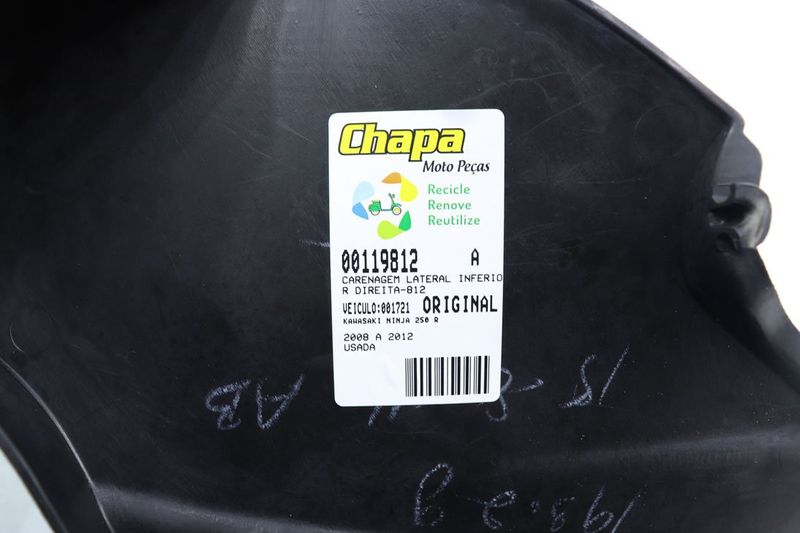 Chapa
Moto Peças
Recicle
Renove
Reutilize
00119812 A
CARENAGEM LATERAL INFERIO
R DIREITA-812
VEICULO:001721 ORIGINAL
KAWASAKI NINJA 250 R
2008 A 2012
USADA